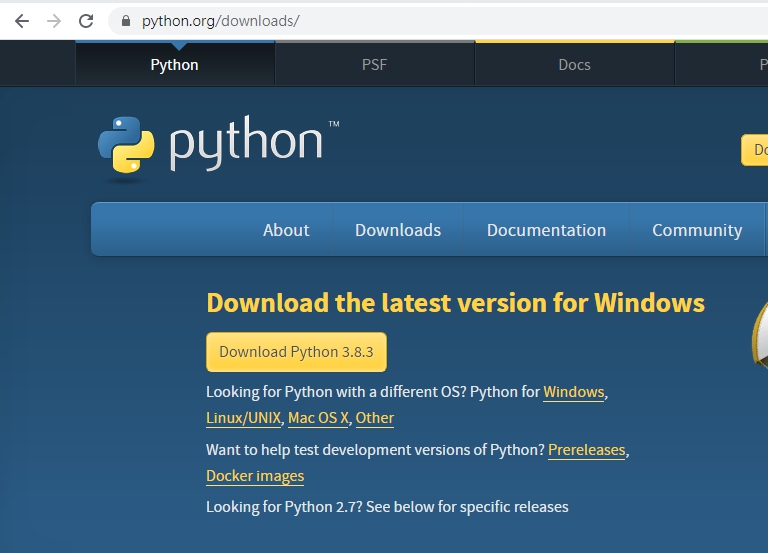 python.org/downloads/
Python PSF Docs P
python™
Do
About Downloads Documentation Community
Download the latest version for Windows
Download Python 3.8.3
Looking for Python with a different OS? Python for Windows,
Linux/UNIX, Mac OS X, Other
Want to help test development versions of Python? Prereleases,
Docker images
Looking for Python 2.7? See below for specific releases